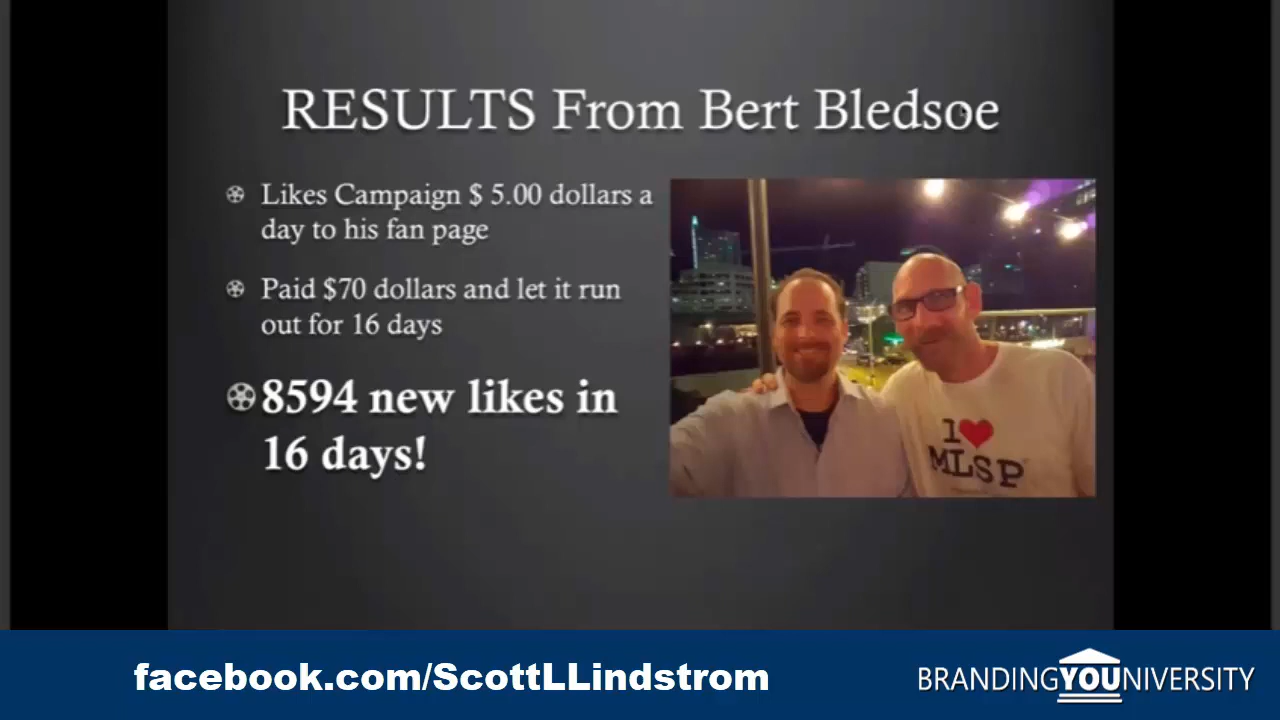 RESULTS From Bert Bledsoe
Likes Campaign $ 5.00 dollars a
day to his fan page
Paid $70 dollars and let it run
out for 16 days
8594 new likes in
16 days!
I ❤
MLSP
facebook.com/ScottLLindstrom
BRANDINGYOUNIVERSITY